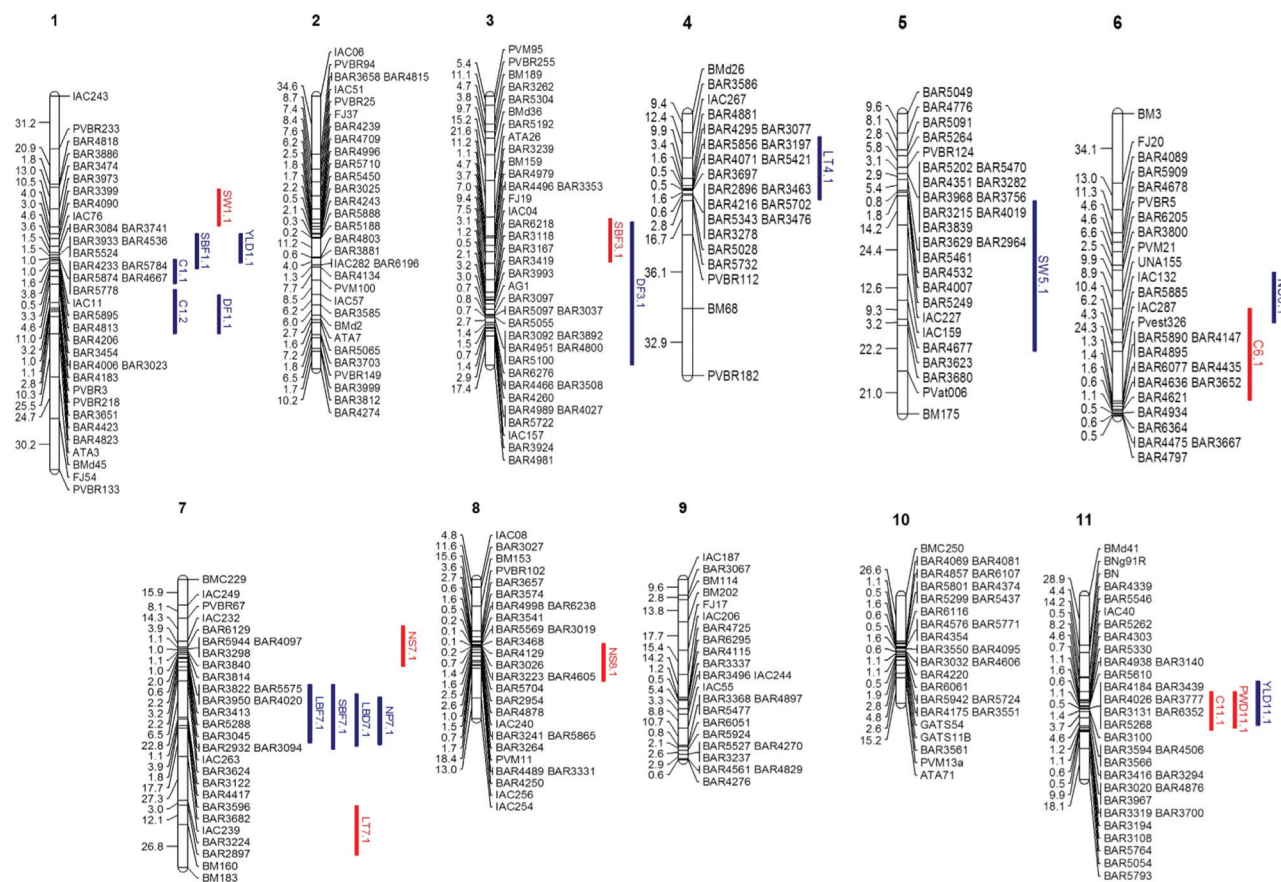 1
31.2
20.9
1.8
13.0
10.5
4.0
3.0
4.6
3.6
1.5
1.5
1.0
1.0
1.6
3.8
0.5
3.3
4.6
11.0
3.2
1.0
1.1
2.8
10.3
25.5
24.7
30.2
IAC243
PVBR233
BAR4818
BAR3886
BAR3474
BAR3973
BAR3399
BAR4090
IAC76
BAR3084 BAR3741
BAR3933 BAR4536
BAR5524
BAR4233 BAR5784
BAR5874 BAR4667
BAR5778
IAC11
BAR5895
BAR4813
BAR4206
BAR3454
BAR4006 BAR3023
BAR4183
PVBR3
PVBR218
BAR3651
BAR4423
BAR4823
ATA3
BMd45
FJ54
PVBR133
SW1.1
SBF1.1
YLD1.1
C1.1
C1.2
DF1.1
2
34.6
8.7
7.4
8.4
7.6
6.2
2.5
1.8
1.7
2.2
0.5
2.1
0.3
0.2
11.2
0.6
4.0
1.3
7.7
8.5
6.2
6.0
2.7
1.6
7.2
1.8
6.5
1.7
10.2
IAC06
PVBR94
BAR3658 BAR4815
IAC51
PVBR25
FJ37
BAR4239
BAR4709
BAR4996
BAR5710
BAR5450
BAR3025
BAR4243
BAR5888
BAR5188
BAR4803
BAR3881
IAC282 BAR6196
BAR4134
PVM100
IAC57
BAR3585
BMd2
ATA7
BAR5065
BAR3703
PVBR149
BAR3999
BAR3812
BAR4274
3
5.4
11.1
4.7
3.8
9.7
15.2
21.6
11.2
1.1
4.7
3.7
7.0
9.4
7.5
3.1
1.2
0.5
2.1
3.2
3.0
0.7
0.8
0.7
2.7
1.4
1.5
0.7
1.4
2.9
17.4
PVM95
PVBR255
BM189
BAR3262
BAR5304
BMd36
BAR5192
ATA26
BAR3239
BM159
BAR4979
BAR4496 BAR3353
FJ19
IAC04
BAR6218
BAR3118
BAR3167
BAR3419
BAR3993
AG1
BAR3097
BAR5097 BAR3037
BAR5055
BAR3092 BAR3892
BAR4951 BAR4800
BAR5100
BAR6276
BAR4466 BAR3508
BAR4260
BAR4989 BAR4027
BAR5722
IAC157
BAR3924
BAR4981
SBF3.1
DF3.1
4
9.4
12.4
9.9
3.4
1.6
0.5
0.5
1.6
0.6
2.8
16.7
36.1
32.9
BMd26
BAR3586
IAC267
BAR4881
BAR4295 BAR3077
BAR5856 BAR3197
BAR4071 BAR5421
BAR3697
BAR2896 BAR3463
BAR4216 BAR5702
BAR5343 BAR3476
BAR3278
BAR5028
BAR5732
PVBR112
BM68
PVBR182
LT4.1
5
9.6
8.1
2.8
5.8
3.1
2.9
5.4
0.8
1.8
14.2
24.4
12.6
9.3
3.2
22.2
21.0
BAR5049
BAR4776
BAR5091
BAR5264
PVBR124
BAR5202 BAR5470
BAR4351 BAR3282
BAR3968 BAR3756
BAR3215 BAR4019
BAR3839
BAR3629 BAR2964
BAR5461
BAR4532
BAR4007
BAR5249
IAC227
IAC159
BAR4677
BAR3623
BAR3680
PVat006
BM175
SW5.1
6
34.1
13.0
11.3
4.6
4.6
6.6
2.5
9.9
8.9
10.4
6.2
4.3
24.3
1.3
1.4
1.6
0.6
1.1
0.5
0.6
0.5
BM3
FJ20
BAR4089
BAR5909
BAR4678
PVBR5
BAR6205
BAR3800
PVM21
UNA155
IAC132
BAR5885
IAC287
Pvest326
BAR5890 BAR4147
BAR4895
BAR6077 BAR4435
BAR4636 BAR3652
BAR4621
BAR4934
BAR6364
BAR4475 BAR3667
BAR4797
C6.1
7
15.9
8.1
14.3
3.9
1.1
1.0
1.1
1.0
2.0
0.6
2.2
3.2
2.2
6.5
22.8
1.1
3.9
1.8
17.7
27.3
3.0
12.1
26.8
BMC229
IAC249
PVBR67
IAC232
BAR6129
BAR5944 BAR4097
BAR3298
BAR3840
BAR3814
BAR3822 BAR5575
BAR3950 BAR4020
BAR3413
BAR5288
BAR3045
BAR2932 BAR3094
IAC263
BAR3624
BAR3122
BAR4417
BAR3596
BAR3682
IAC239
BAR3224
BAR2897
BM160
BM183
NS7.1
LBF7.1
SBF7.1
LBD7.1
NP7.1
LT7.1
8
4.8
11.6
15.6
3.6
0.6
1.6
0.5
0.2
0.1
0.1
0.2
0.7
1.4
1.6
2.5
2.6
1.0
1.5
0.7
1.7
18.4
13.0
IAC08
BAR3027
BM153
PVBR102
BAR3657
BAR3574
BAR4998 BAR6238
BAR3541
BAR5569 BAR3019
BAR3468
BAR4129
BAR3026
BAR3223 BAR4605
BAR5704
BAR2954
BAR4878
IAC240
BAR3241 BAR5865
BAR3264
PVM11
BAR4489 BAR3331
BAR4250
IAC256
IAC254
NS8.1
9
9.6
2.8
13.8
17.7
15.4
14.2
1.2
0.5
5.4
3.3
8.8
10.7
0.8
2.1
2.6
2.9
0.6
IAC187
BAR3067
BM114
BM202
FJ17
IAC206
BAR4725
BAR6295
BAR4115
BAR3337
BAR3496 IAC244
IAC55
BAR3368 BAR4897
BAR5477
BAR6051
BAR5924
BAR5527 BAR4270
BAR3237
BAR4561 BAR4829
BAR4276
10
26.6
1.1
0.5
1.6
0.6
0.5
1.6
0.6
1.1
1.1
0.5
1.9
2.8
4.8
2.6
15.2
BMC250
BAR4069 BAR4081
BAR4857 BAR6107
BAR5801 BAR4374
BAR5299 BAR5437
BAR6116
BAR4576 BAR5771
BAR4354
BAR3550 BAR4095
BAR3032 BAR4606
BAR4220
BAR6061
BAR5942 BAR5724
BAR4175 BAR3551
GATS54
GATS11B
BAR3561
PVM13a
ATA71
11
28.9
4.4
14.2
0.5
8.2
4.6
0.7
1.1
1.6
0.6
1.1
0.5
1.4
3.7
4.6
1.2
1.1
0.6
0.5
9.9
18.1
BMd41
BNg91R
BN
BAR4339
BAR5546
IAC40
BAR5262
BAR4303
BAR5330
BAR4938 BAR3140
BAR5610
BAR4184 BAR3439
BAR4026 BAR3777
BAR3131 BAR6352
BAR5268
BAR3100
BAR3594 BAR4506
BAR3566
BAR3416 BAR3294
BAR3020 BAR4876
BAR3967
BAR3319 BAR3700
BAR3194
BAR3108
BAR5764
BAR5054
BAR5793
C11.1
PWD11.1
YLD11.1